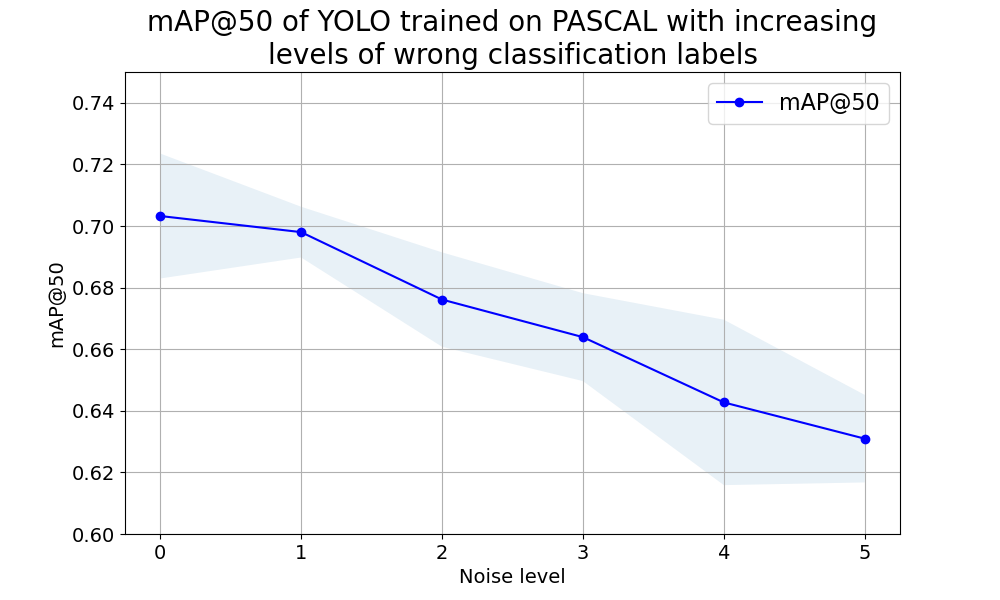 mAP@50 of YOLO trained on PASCAL with increasing
levels of wrong classification labels
mAP@50
0.74
0.72
0.70
0.68
0.66
0.64
0.62
0.60
mAP@50
0 1 2 3 4 5
Noise level